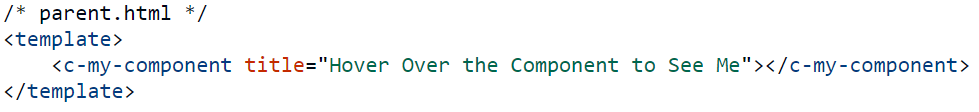 /* parent.html */
<template>
    <c-my-component title="Hover Over the Component to See Me"></c-my-component>
</template>